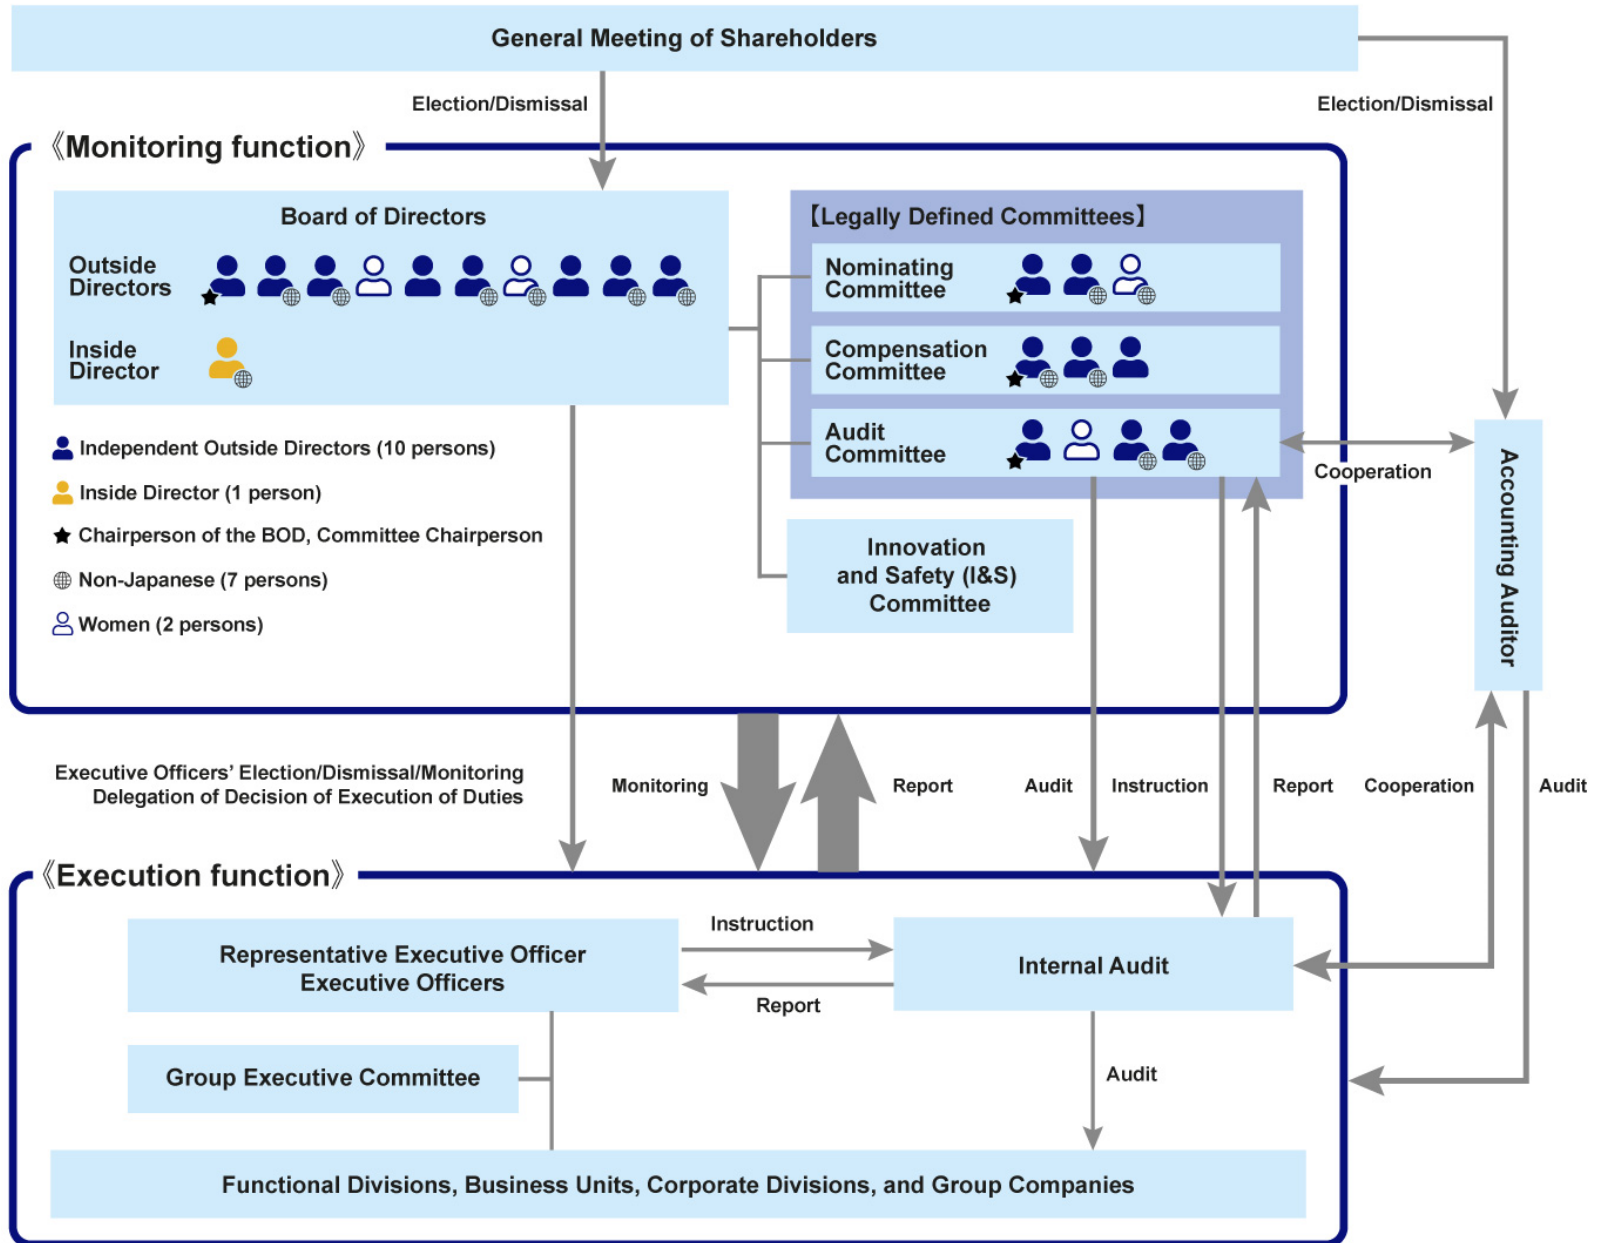 General Meeting of Shareholders
Election/Dismissal
Election/Dismissal
《Monitoring function》
Board of Directors
Outside
Directors
Inside
Director
Independent Outside Directors (10 persons)
Inside Director (1 person)
Chairperson of the BOD, Committee Chairperson
Non-Japanese (7 persons)
Women (2 persons)
【Legally Defined Committees】
Nominating
Committee
Compensation
Committee
Audit
Committee
Innovation
and Safety (I&S)
Committee
Cooperation
Accounting Auditor
Executive Officers’ Election/Dismissal/Monitoring
Delegation of Decision of Execution of Duties
Monitoring
Report
Audit
Instruction
Report
Cooperation
Audit
《Execution function》
Representative Executive Officer
Executive Officers
Instruction
Report
Internal Audit
Group Executive Committee
Audit
Functional Divisions, Business Units, Corporate Divisions, and Group Companies